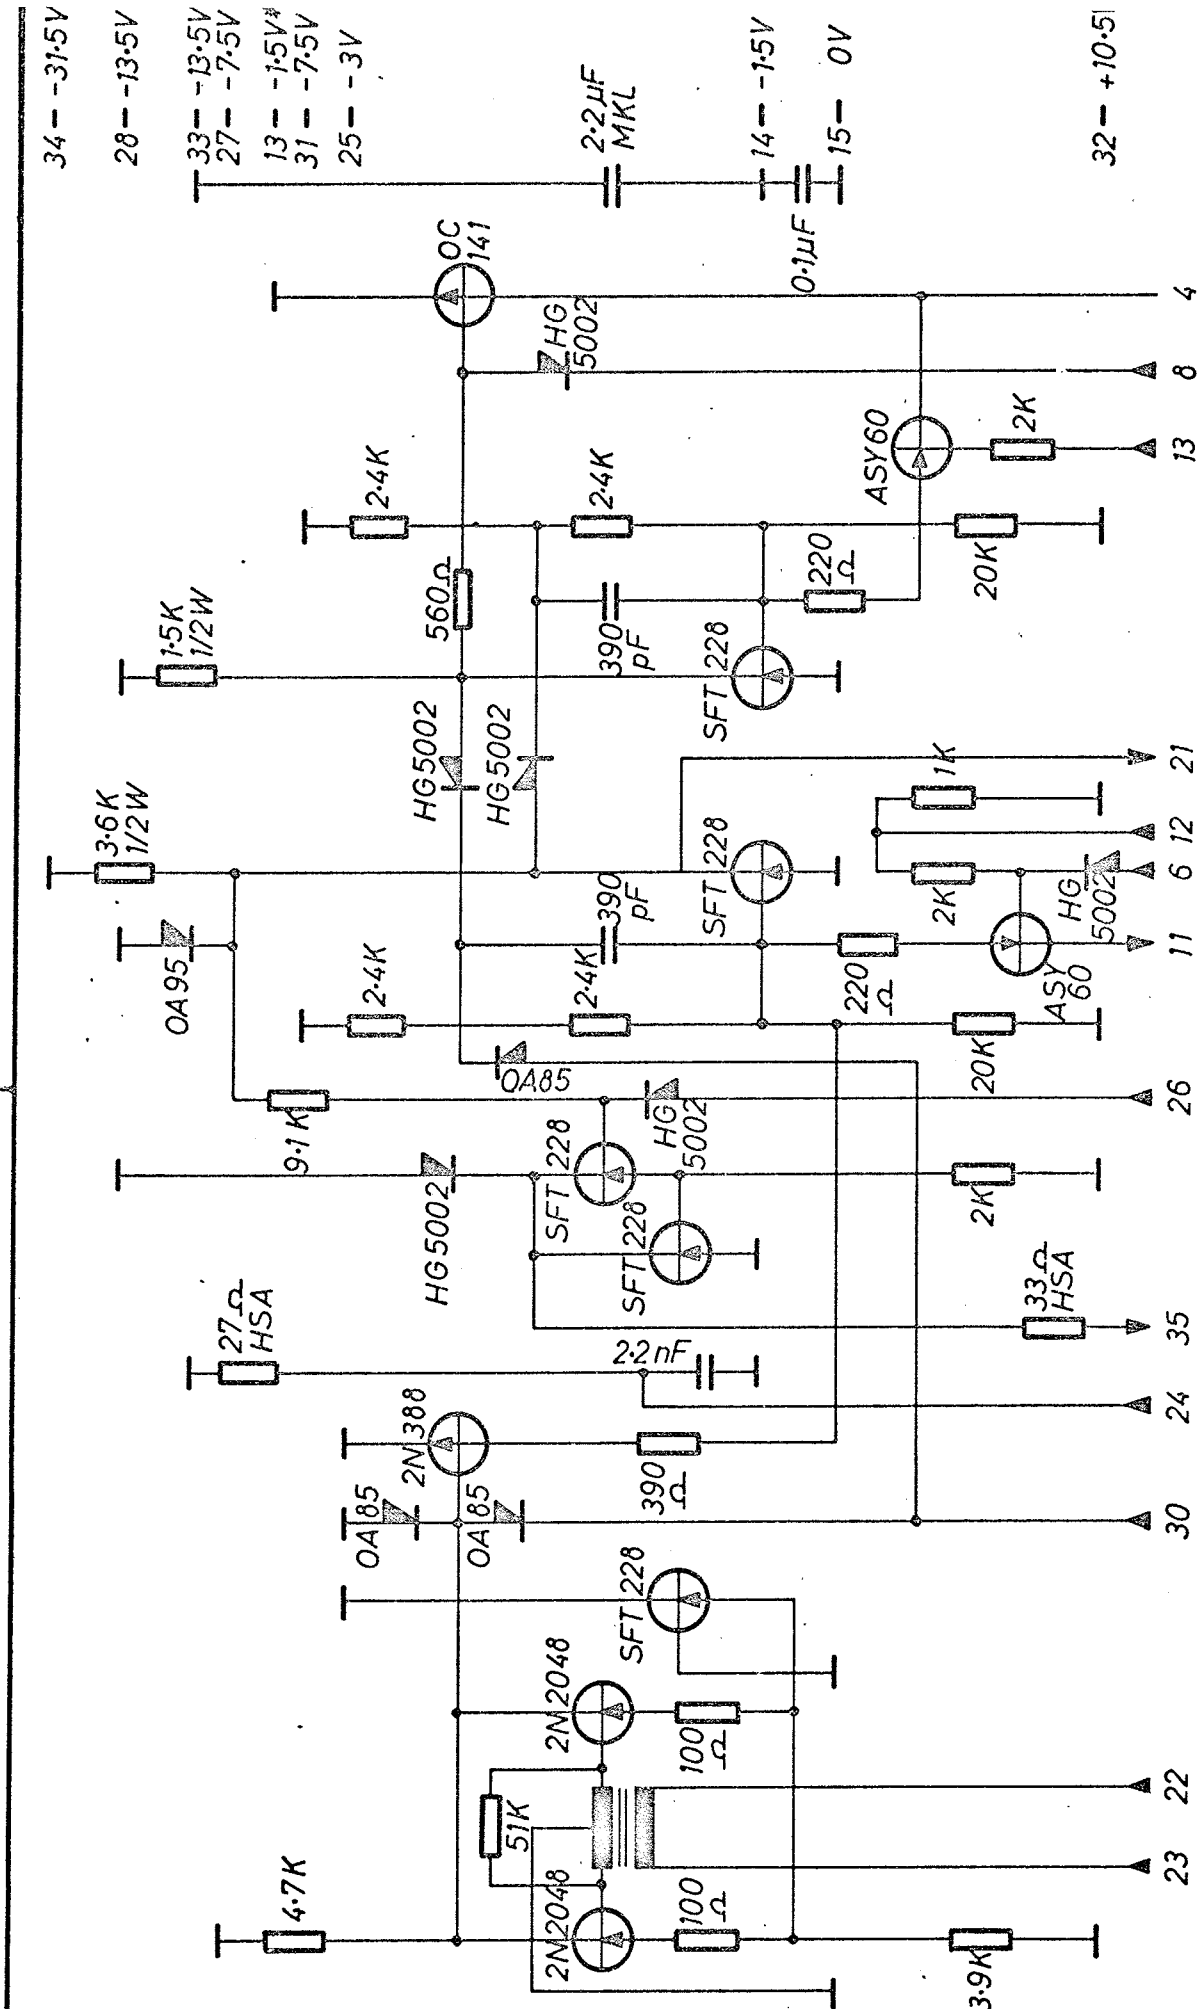 34 — -31·5V
28 — -13·5V
33 — -13·5V
27 — -7·5V
13 — -1·5V*
31 — -7·5V
25 — -3V
2·2µF
MKL
14 — -1·5V
0·1µF
15 — 0V
32 — +10·5
OC
141
HG
5002
2·4K
2·4K
ASY60
2K
560Ω
390
pF
220
Ω
20K
1·5K
1/2W
SFT 228
HG5002
HG5002
3·6K
1/2W
SFT 228
1K
2K
HG
5002
ASY
60
OA95
390
pF
220
Ω
2·4K
2·4K
20K
OA85
9·1K
HG
5002
SFT 228
SFT 228
HG5002
2K
27Ω
HSA
33Ω
HSA
2·2nF
2N388
390
Ω
OA85
OA85
SFT 228
2N2048
100
Ω
51K
4·7K
2N2048
100
Ω
3·9K
4
8
13
21
12
6
11
26
35
24
30
22
23